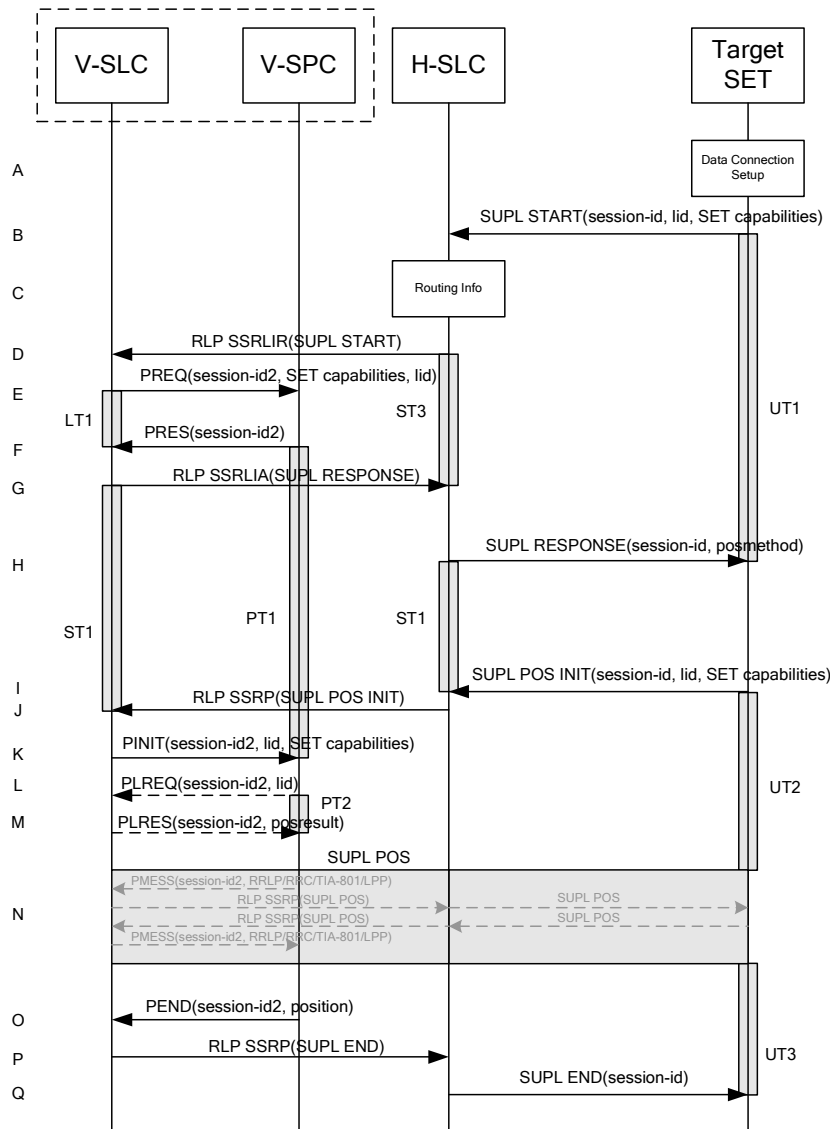 V-SLC
V-SPC
H-SLC
Target
SET
A
Data Connection
Setup
B
SUPL START(session-id, lid, SET capabilities)
C
Routing Info
D
RLP SSRLIR(SUPL START)
E
PREQ(session-id2, SET capabilities, lid)
LT1
ST3
UT1
F
PRES(session-id2)
G
RLP SSRLIA(SUPL RESPONSE)
H
SUPL RESPONSE(session-id, posmethod)
ST1
PT1
ST1
I
SUPL POS INIT(session-id, lid, SET capabilities)
J
RLP SSRP(SUPL POS INIT)
K
PINIT(session-id2, lid, SET capabilities)
L
PLREQ(session-id2, lid)
PT2
UT2
M
PLRES(session-id2, posresult)
SUPL POS
PMESS(session-id2, RRLP/RRC/TIA-801/LPP)
N
RLP SSRP(SUPL POS)
SUPL POS
RLP SSRP(SUPL POS)
SUPL POS
PMESS(session-id2, RRLP/RRC/TIA-801/LPP)
O
PEND(session-id2, position)
P
RLP SSRP(SUPL END)
UT3
Q
SUPL END(session-id)